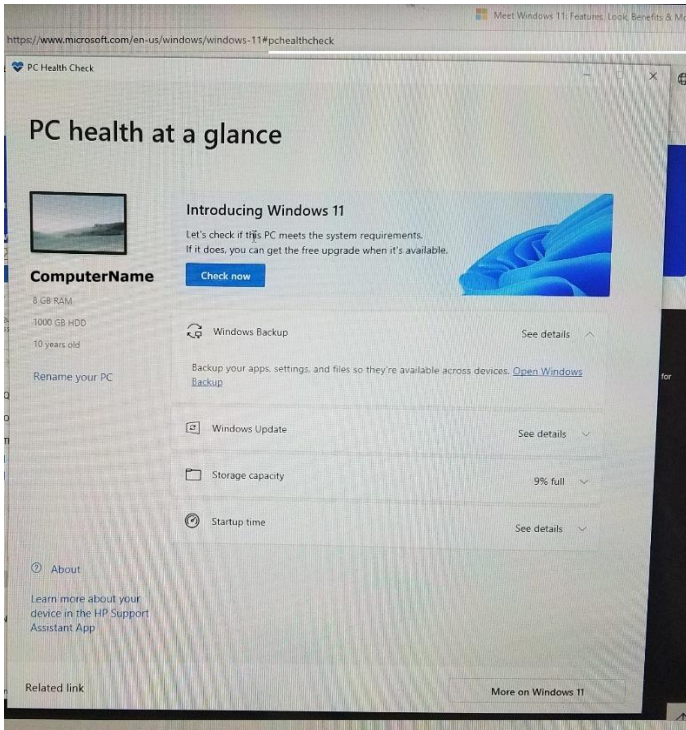 Meet Windows 11: Features, Look, Benefits & Mo
https://www.microsoft.com/en-us/windows/windows-11#pchealthcheck
PC Health Check
PC health at a glance
Introducing Windows 11
Let's check if this PC meets the system requirements.
If it does, you can get the free upgrade when it's available.
Check now
ComputerName
8 GB RAM
1000 GB HDD
10 years old
Rename your PC
Windows Backup
See details
Backup your apps, settings, and files so they're available across devices. Open Windows
Backup
Windows Update
See details
Storage capacity
9% full
Startup time
See details
for
About
Learn more about your
device in the HP Support
Assistant App
Related link
More on Windows 11